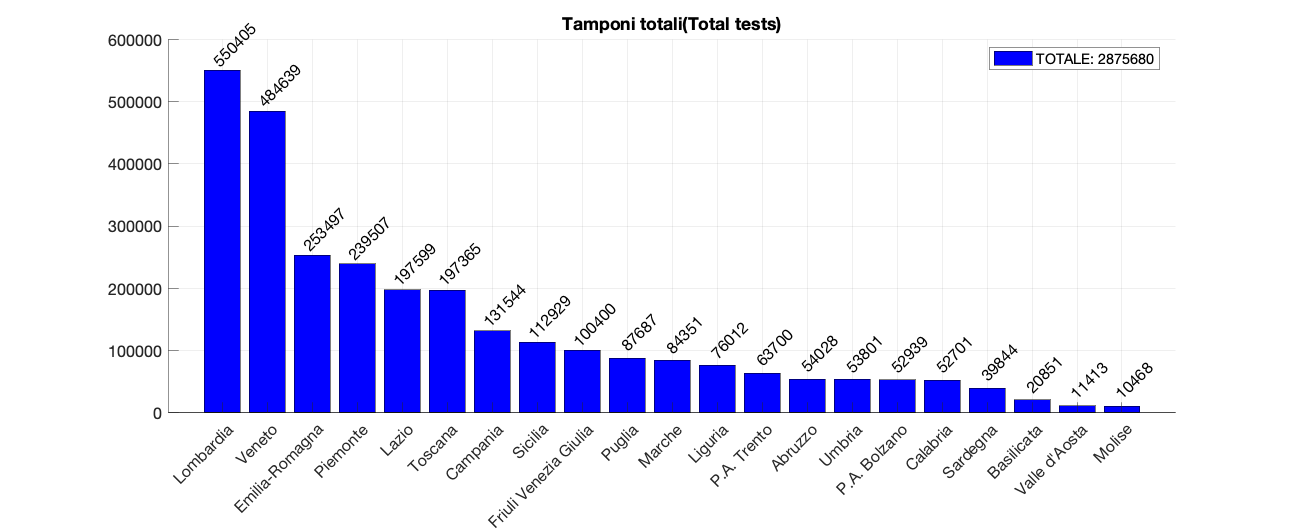 Tamponi totali(Total tests)
TOTALE: 2875680
600000
500000
400000
300000
200000
100000
0
550405
484639
253497
239507
197599
197365
131544
112929
100400
87687
84351
76012
63700
54028
53801
52939
52701
39844
20851
11413
10468
Lombardia
Veneto
Emilia-Romagna
Piemonte
Lazio
Toscana
Campania
Sicilia
Friuli Venezia Giulia
Puglia
Marche
Liguria
P.A. Trento
Abruzzo
Umbria
P.A. Bolzano
Calabria
Sardegna
Basilicata
Valle d'Aosta
Molise